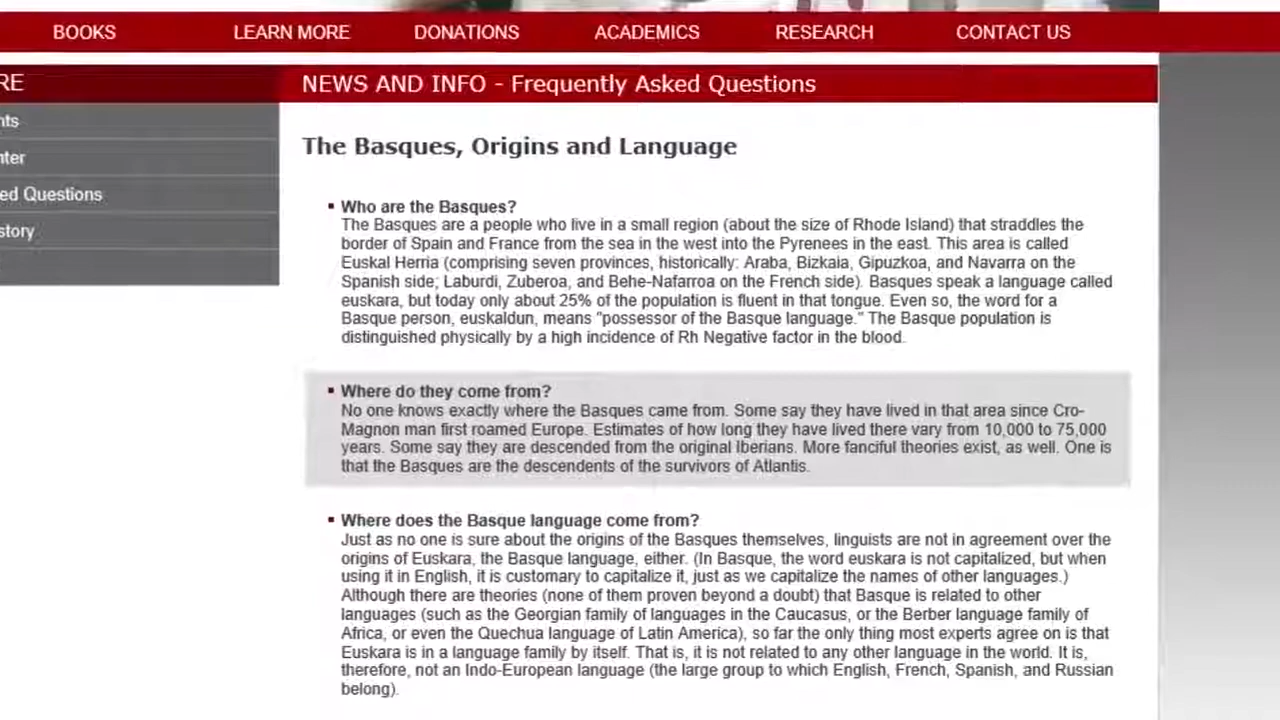 BOOKS LEARN MORE DONATIONS ACADEMICS RESEARCH CONTACT US
NEWS AND INFO - Frequently Asked Questions
ed Questions
The Basques, Origins and Language
Who are the Basques?
The Basques are a people who live in a small region (about the size of Rhode Island) that straddles the
border of Spain and France from the sea in the west into the Pyrenees in the east. This area is called
Euskal Herria (comprising seven provinces, historically: Araba, Bizkaia, Gipuzkoa, and Navarra on the
Spanish side; Laburdi, Zuberoa, and Behe-Nafarroa on the French side). Basques speak a language called
euskara, but today only about 25% of the population is fluent in that tongue. Even so, the word for a
Basque person, euskaldun, means "possessor of the Basque language." The Basque population is
distinguished physically by a high incidence of Rh Negative factor in the blood.
Where do they come from?
No one knows exactly where the Basques came from. Some say they have lived in that area since Cro-
Magnon man first roamed Europe. Estimates of how long they have lived there vary from 10,000 to 75,000
years. Some say they are descended from the original Iberians. More fanciful theories exist, as well. One is
that the Basques are the descendents of the survivors of Atlantis.
Where does the Basque language come from?
Just as no one is sure about the origins of the Basques themselves, linguists are not in agreement over the
origins of Euskara, the Basque language, either. (In Basque, the word euskara is not capitalized, but when
using it in English, it is customary to capitalize it, just as we capitalize the names of other languages.)
Although there are theories (none of them proven beyond a doubt) that Basque is related to other
languages (such as the Georgian family of languages in the Caucasus, or the Berber language family of
Africa, or even the Quechua language of Latin America), so far the only thing most experts agree on is that
Euskara is in a language family by itself. That is, it is not related to any other language in the world. It is,
therefore, not an Indo-European language (the large group to which English, French, Spanish, and Russian
belong).